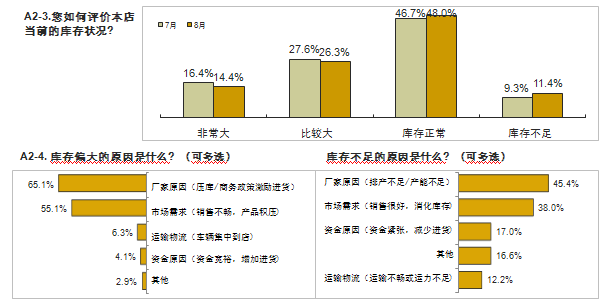 A2-3.您如何评价本店
当前的库存状况?
7月 8月
16.4% 14.4% 27.6% 26.3% 46.7% 48.0% 9.3% 11.4%
非常大 比较大 库存正常 库存不足
A2-4. 库存偏大的原因是什么? （可多选）
65.1% 厂家原因（压库/商务政策激励进货）
55.1% 市场需求（销售不畅，产品积压）
6.3% 运输物流（车辆集中到店）
4.1% 资金原因（资金宽裕，增加进货）
2.9% 其他
库存不足的原因是什么? （可多选）
厂家原因（排产不足/产能不足） 45.4%
市场需求（销售很好，消化库存） 38.0%
资金原因（资金紧张，减少进货） 17.0%
其他 16.6%
运输物流（运输不畅或运力不足） 12.2%